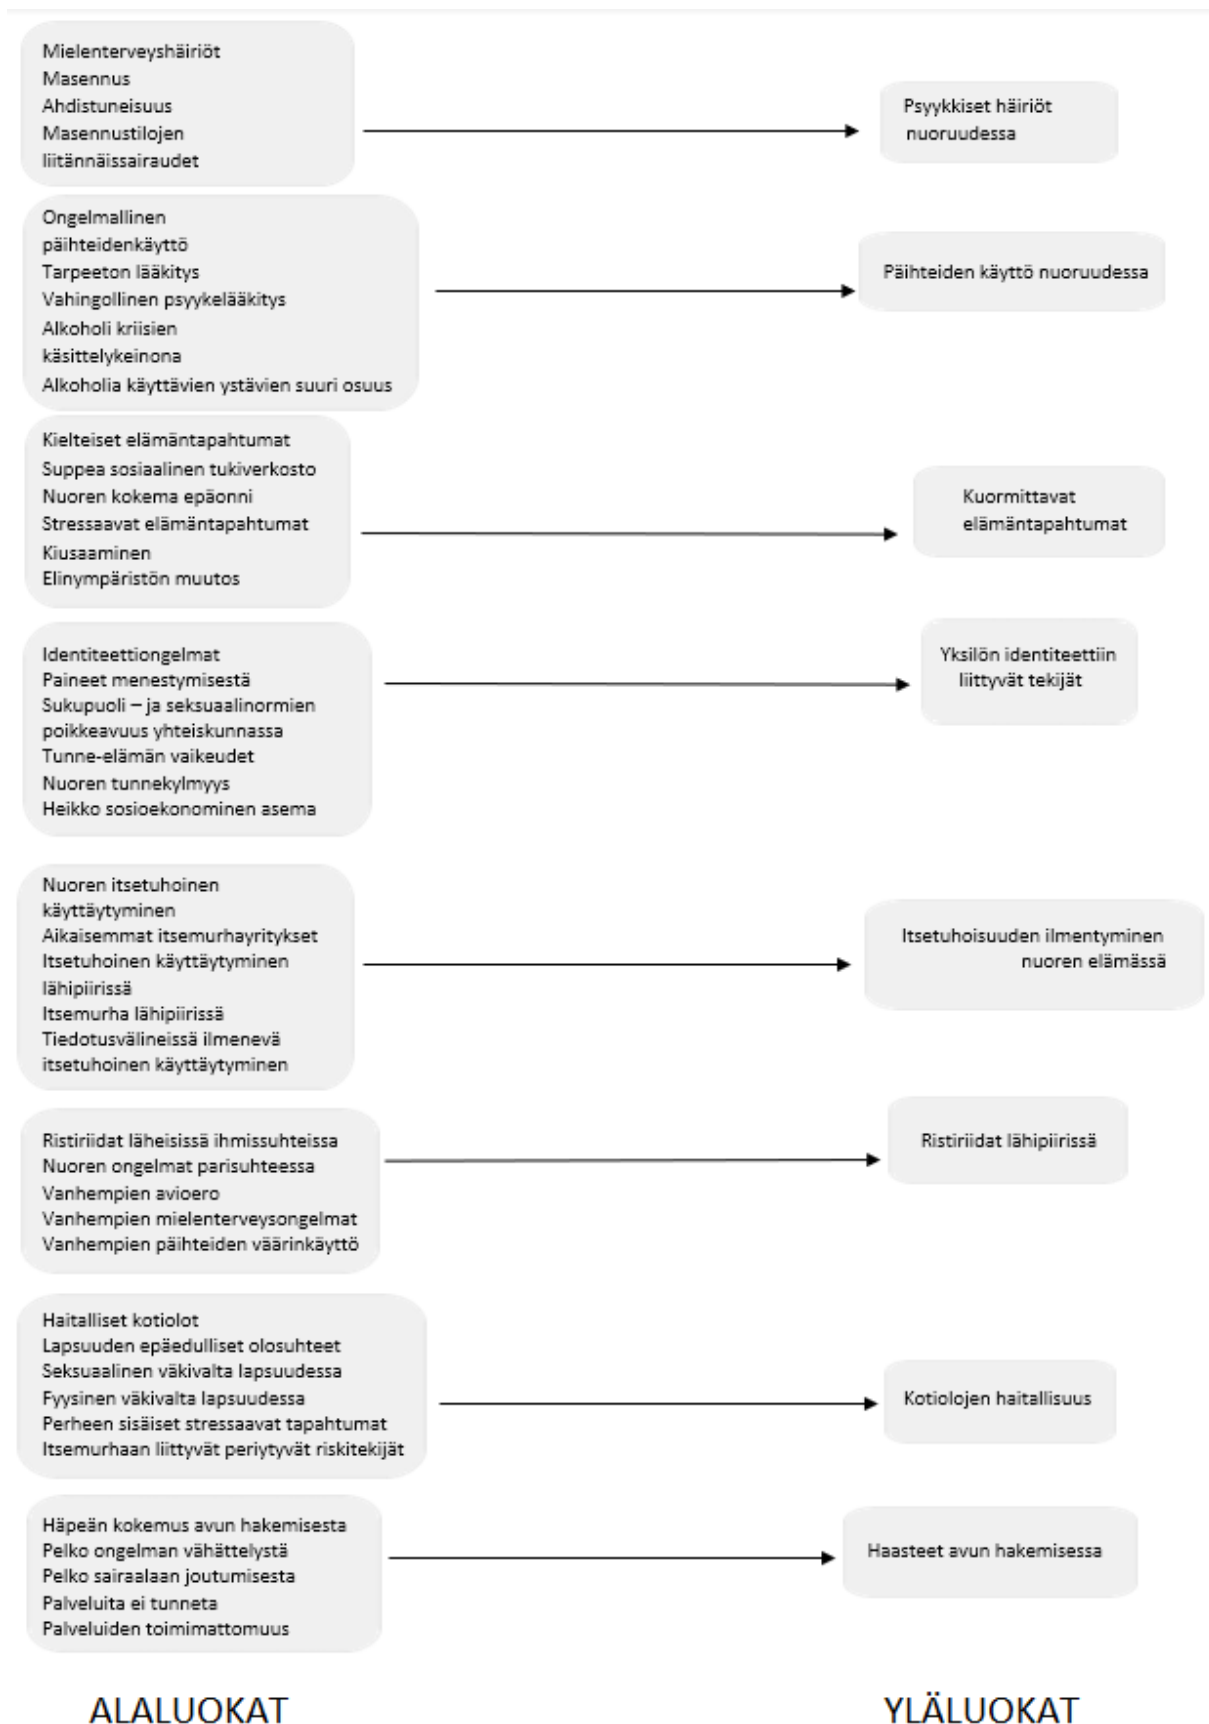 Mielenterveyshäiriöt
Masennus
Ahdistuneisuus
Masennustilojen
liitännäissairaudet
Psyykkiset häiriöt
nuoruudessa
Ongelmallinen
päihteidenkäyttö
Tarpeeton lääkitys
Vahingollinen psyykelääkitys
Alkoholi kriisien
käsittelykeinona
Alkoholia käyttävien ystävien suuri osuus
Päihteiden käyttö nuoruudessa
Kielteiset elämäntapahtumat
Suppea sosiaalinen tukiverkosto
Nuoren kokema epäonni
Stressaavat elämäntapahtumat
Kiusaaminen
Elinympäristön muutos
Kuormittavat
elämäntapahtumat
Identiteettiongelmat
Paineet menestymisestä
Sukupuoli – ja seksuaalinormien
poikkeavuus yhteiskunnassa
Tunne-elämän vaikeudet
Nuoren tunnekylmyys
Heikko sosioekonominen asema
Yksilön identiteettiin
liittyvät tekijät
Nuoren itsetuhoinen
käyttäytyminen
Aikaisemmat itsemurhayritykset
Itsetuhoinen käyttäytyminen
lähipiirissä
Itsemurha lähipiirissä
Tiedotusvälineissä ilmenevä
itsetuhoinen käyttäytyminen
Itsetuhoisuuden ilmentyminen
nuoren elämässä
Ristiriidat läheisissä ihmissuhteissa
Nuoren ongelmat parisuhteessa
Vanhempien avioero
Vanhempien mielenterveysongelmat
Vanhempien päihteiden väärinkäyttö
Ristiriidat lähipiirissä
Haitalliset kotiolot
Lapsuuden epäedulliset olosuhteet
Seksuaalinen väkivalta lapsuudessa
Fyysinen väkivalta lapsuudessa
Perheen sisäiset stressaavat tapahtumat
Itsemurhaan liittyvät periytyvät riskitekijät
Kotiolojen haitallisuus
Häpeän kokemus avun hakemisesta
Pelko ongelman vähättelystä
Pelko sairaalaan joutumisesta
Palveluita ei tunneta
Palveluiden toimimattomuus
Haasteet avun hakemisessa
ALALUOKAT
YLÄLUOKAT